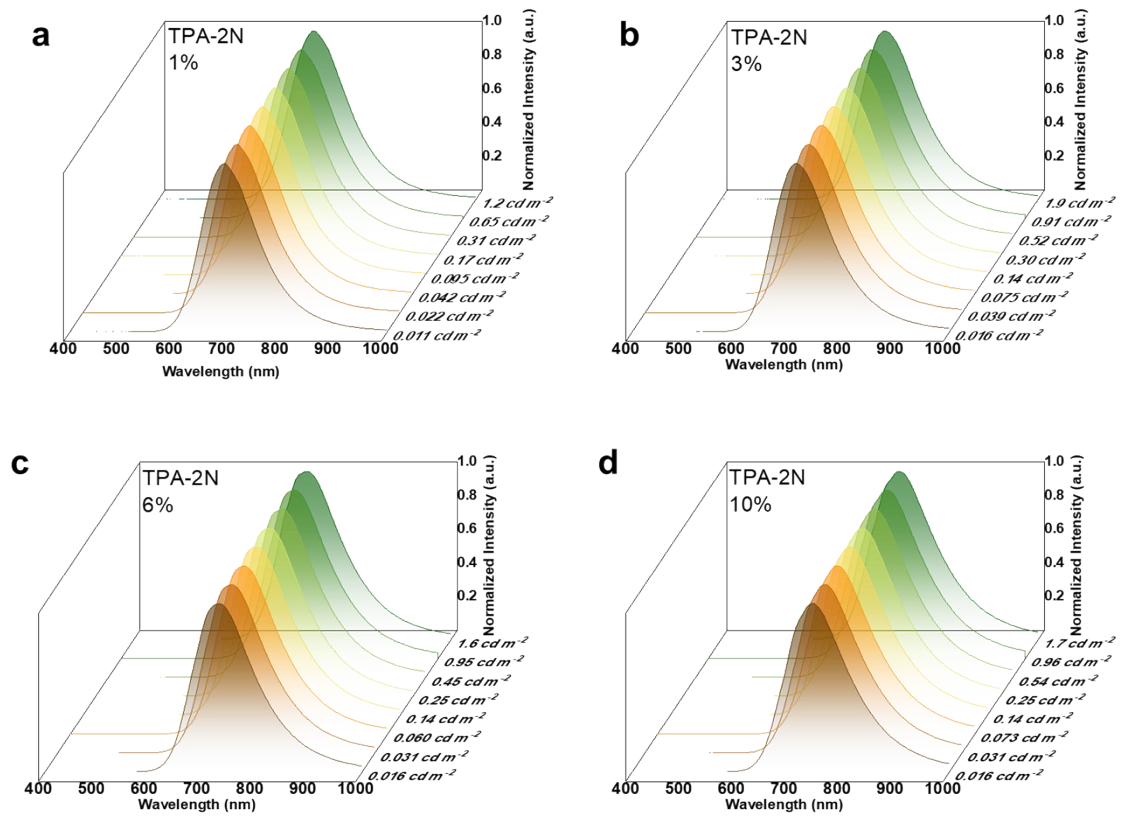 a
TPA-2N
1%
1.0
0.8
0.6
0.4
0.2
Normalized Intensity (a.u.)
1.2 cd m⁻²
0.65 cd m⁻²
0.31 cd m⁻²
0.17 cd m⁻²
0.095 cd m⁻²
0.042 cd m⁻²
0.022 cd m⁻²
0.011 cd m⁻²
400 500 600 700 800 900 1000
Wavelength (nm)
b
TPA-2N
3%
1.0
0.8
0.6
0.4
0.2
Normalized Intensity (a.u.)
1.9 cd m⁻²
0.91 cd m⁻²
0.52 cd m⁻²
0.30 cd m⁻²
0.14 cd m⁻²
0.075 cd m⁻²
0.039 cd m⁻²
0.016 cd m⁻²
400 500 600 700 800 900 1000
Wavelength (nm)
c
TPA-2N
6%
1.0
0.8
0.6
0.4
0.2
Normalized Intensity (a.u.)
1.6 cd m⁻²
0.95 cd m⁻²
0.45 cd m⁻²
0.25 cd m⁻²
0.14 cd m⁻²
0.060 cd m⁻²
0.031 cd m⁻²
0.016 cd m⁻²
400 500 600 700 800 900 1000
Wavelength (nm)
d
TPA-2N
10%
1.0
0.8
0.6
0.4
0.2
Normalized Intensity (a.u.)
1.7 cd m⁻²
0.96 cd m⁻²
0.54 cd m⁻²
0.25 cd m⁻²
0.14 cd m⁻²
0.073 cd m⁻²
0.031 cd m⁻²
0.016 cd m⁻²
400 500 600 700 800 900 1000
Wavelength (nm)